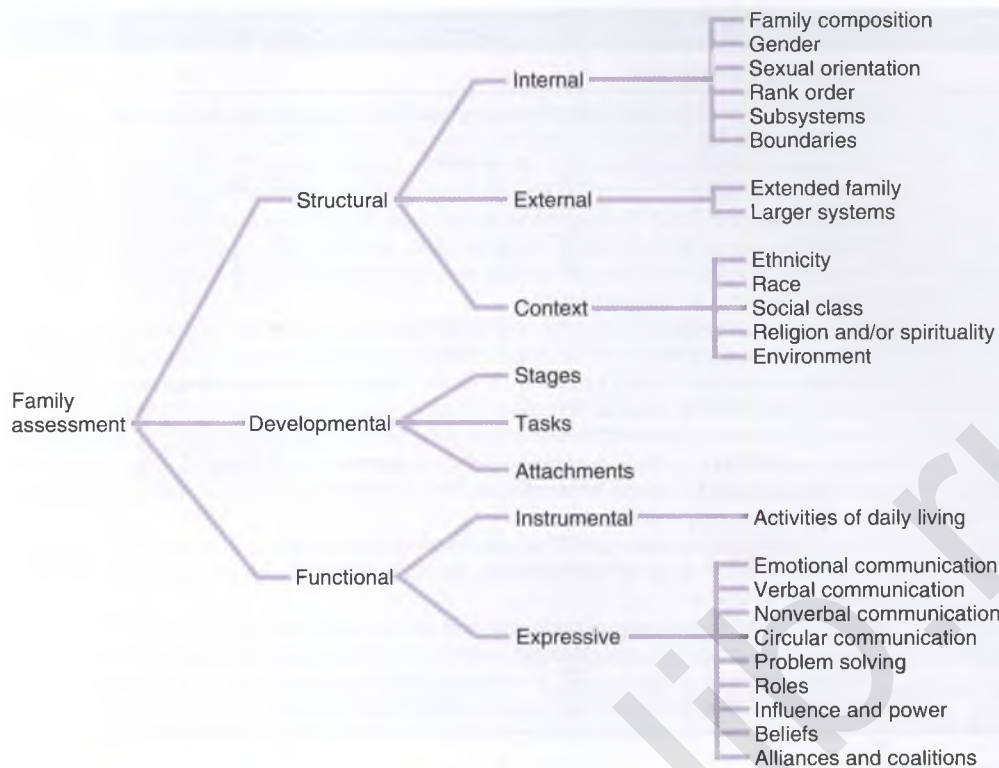 Family assessment
Structural
Internal
Family composition
Gender
Sexual orientation
Rank order
Subsystems
Boundaries
External
Extended family
Larger systems
Context
Ethnicity
Race
Social class
Religion and/or spirituality
Environment
Developmental
Stages
Tasks
Attachments
Functional
Instrumental
Activities of daily living
Expressive
Emotional communication
Verbal communication
Nonverbal communication
Circular communication
Problem solving
Roles
Influence and power
Beliefs
Alliances and coalitions